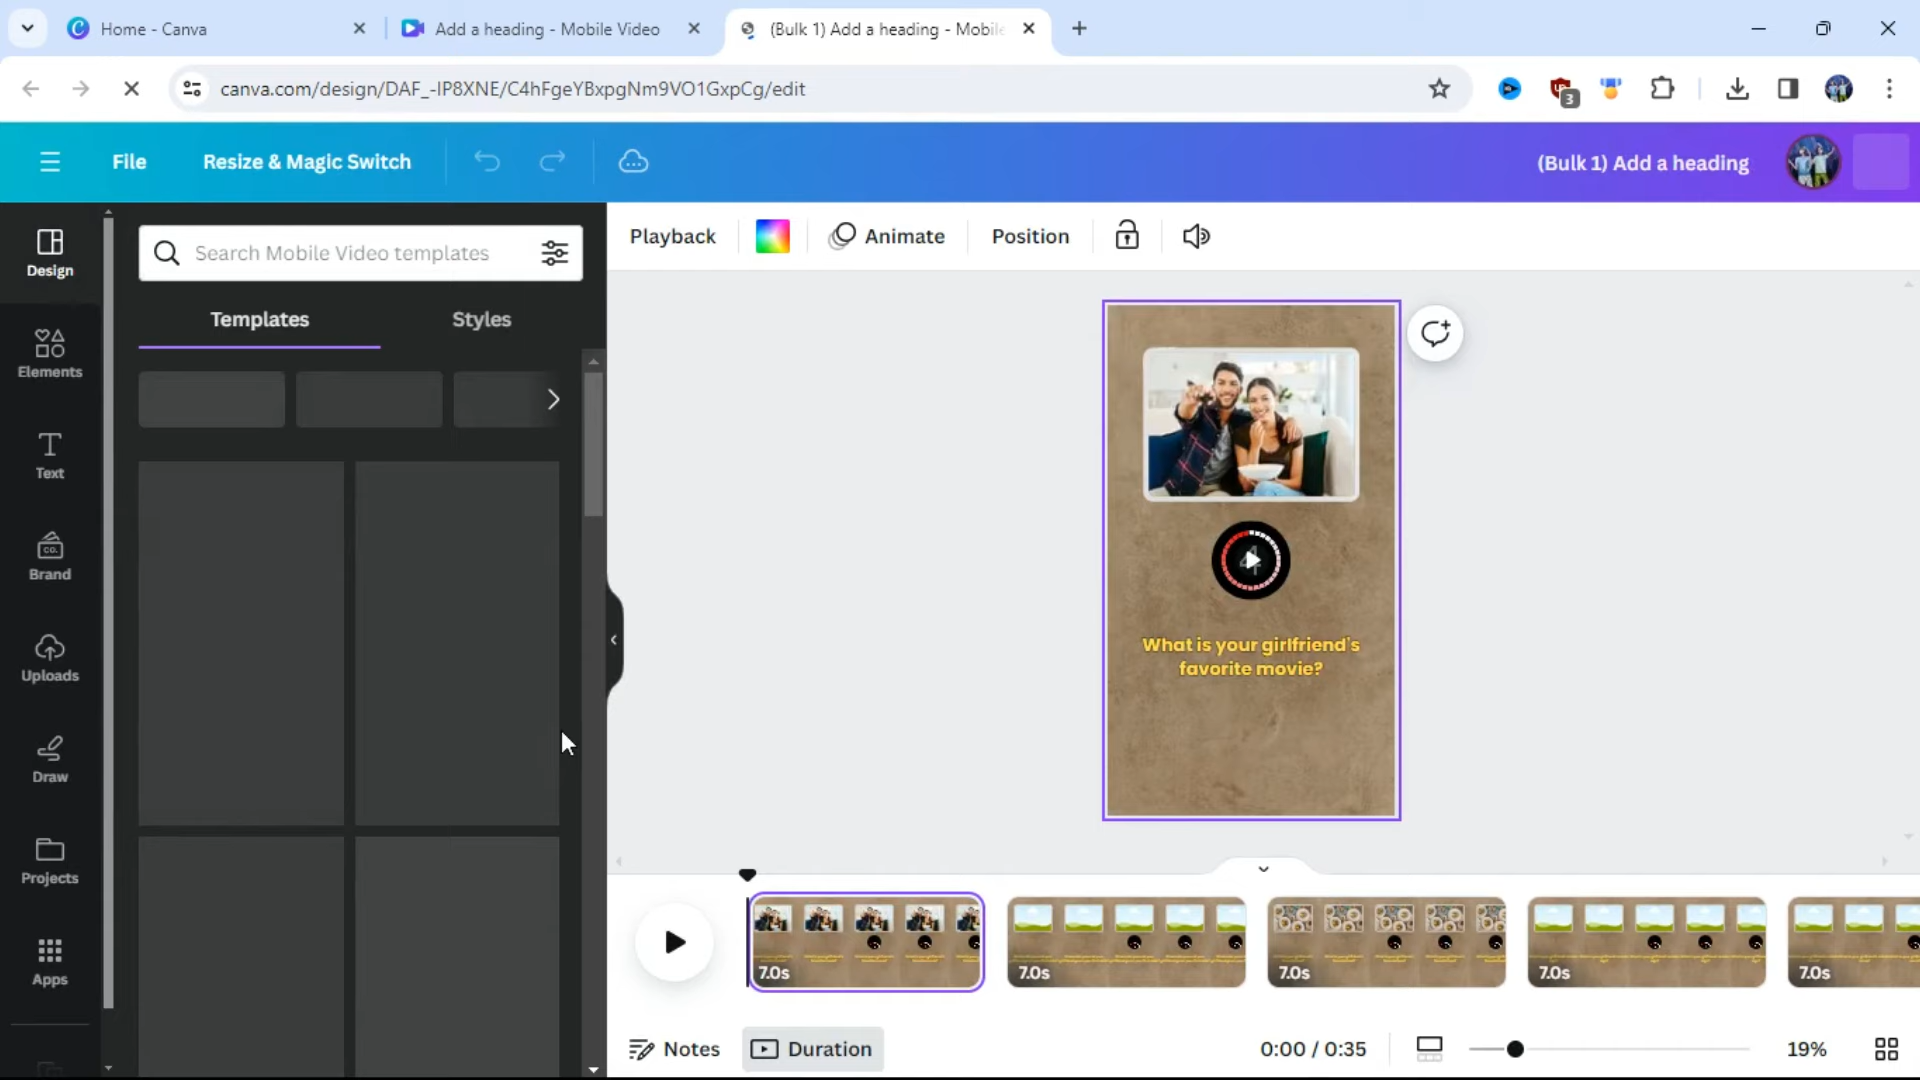 Home - Canva
Add a heading - Mobile Video
(Bulk 1) Add a heading - Mobile
canva.com/design/DAF_-IP8XNE/C4hFgeYBxpgNm9VO1GxpCg/edit
3
File
Resize & Magic Switch
(Bulk 1) Add a heading
Design
Elements
Text
CO.
Brand
Uploads
Draw
Projects
Apps
Search Mobile Video templates
Templates
Styles
Playback
Animate
Position
4
What is your girlfriend's
favorite movie?
7.0s
7.0s
7.0s
7.0s
7.0s
Notes
Duration
0:00 / 0:35
19%